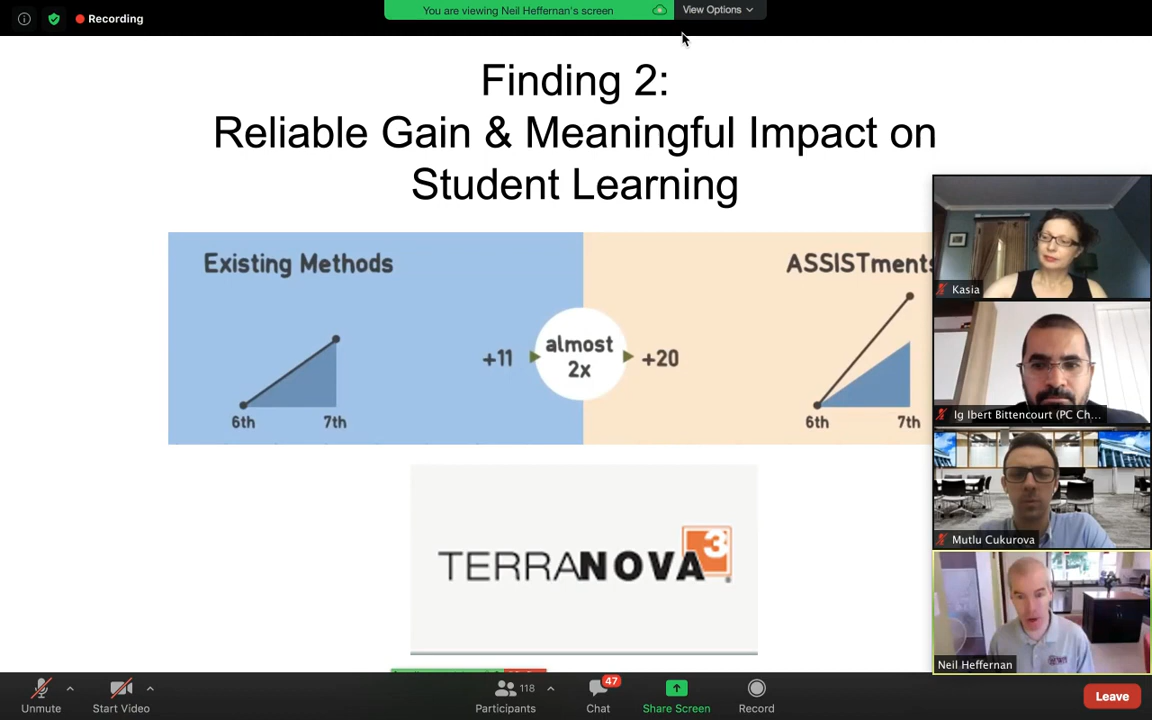 Recording
You are viewing Neil Heffernan's screen
View Options
Finding 2:
Reliable Gain & Meaningful Impact on
Student Learning
Existing Methods
ASSISTments
+11
almost
2x
+20
6th
7th
6th
7th
TERRANOVA 3
®
Kasia
Ig Ibert Bittencourt (PC Ch...
Mutlu Cukurova
Neil Heffernan
Unmute
Start Video
Participants
118
Chat
47
Share Screen
Record
Leave